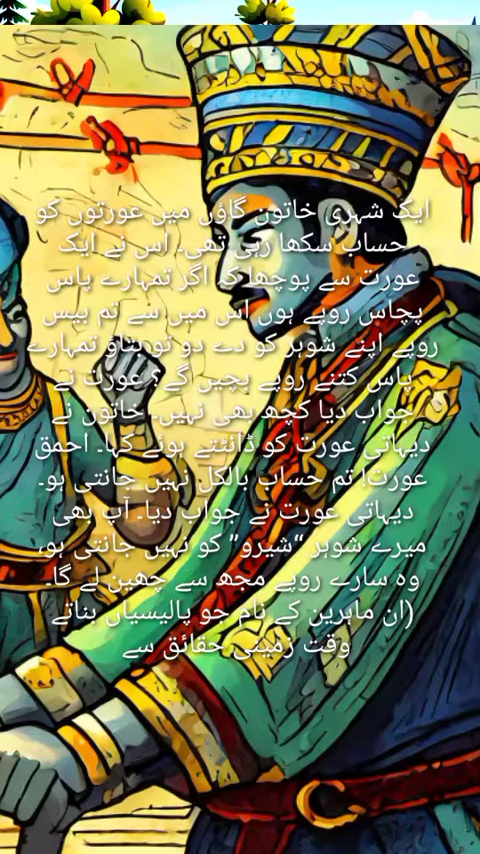 ایک شہری خاتون گاؤں میں عورتوں کو
حساب سکھا رہی تھی۔ اس نے ایک
عورت سے پوچھا کہ اگر تمہارے پاس
پچاس روپے ہوں اس میں سے تم بیس
روپے اپنے شوہر کو دے دو تو بتاؤ تمہارے
پاس کتنے روپے بچیں گے؟ عورت نے
جواب دیا کچھ بھی نہیں۔ خاتون نے
دیہاتی عورت کو ڈانٹتے ہوئے کہا۔ احمق
عورت! تم حساب بالکل نہیں جانتی ہو۔
دیہاتی عورت نے جواب دیا۔ آپ بھی
میرے شوہر “شیرو” کو نہیں جانتی ہو،
وہ سارے روپے مجھ سے چھین لے گا۔
(ان ماہرین کے نام جو پالیسیاں بناتے
وقت زمینی حقائق سے